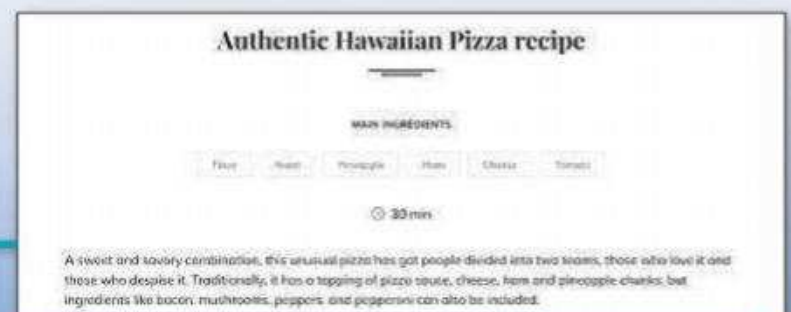 Authentic Hawaiian Pizza recipe
MAIN INGREDIENTS
Flour Yeast Pineapple Ham Cheese Tomato
30 min
A sweet and savory combination, this unusual pizza has got people divided into two teams, those who love it and
those who despise it. Traditionally, it has a topping of pizza sauce, cheese, ham and pineapple chunks, but
ingredients like bacon, mushrooms, peppers, and pepperoni can also be included.